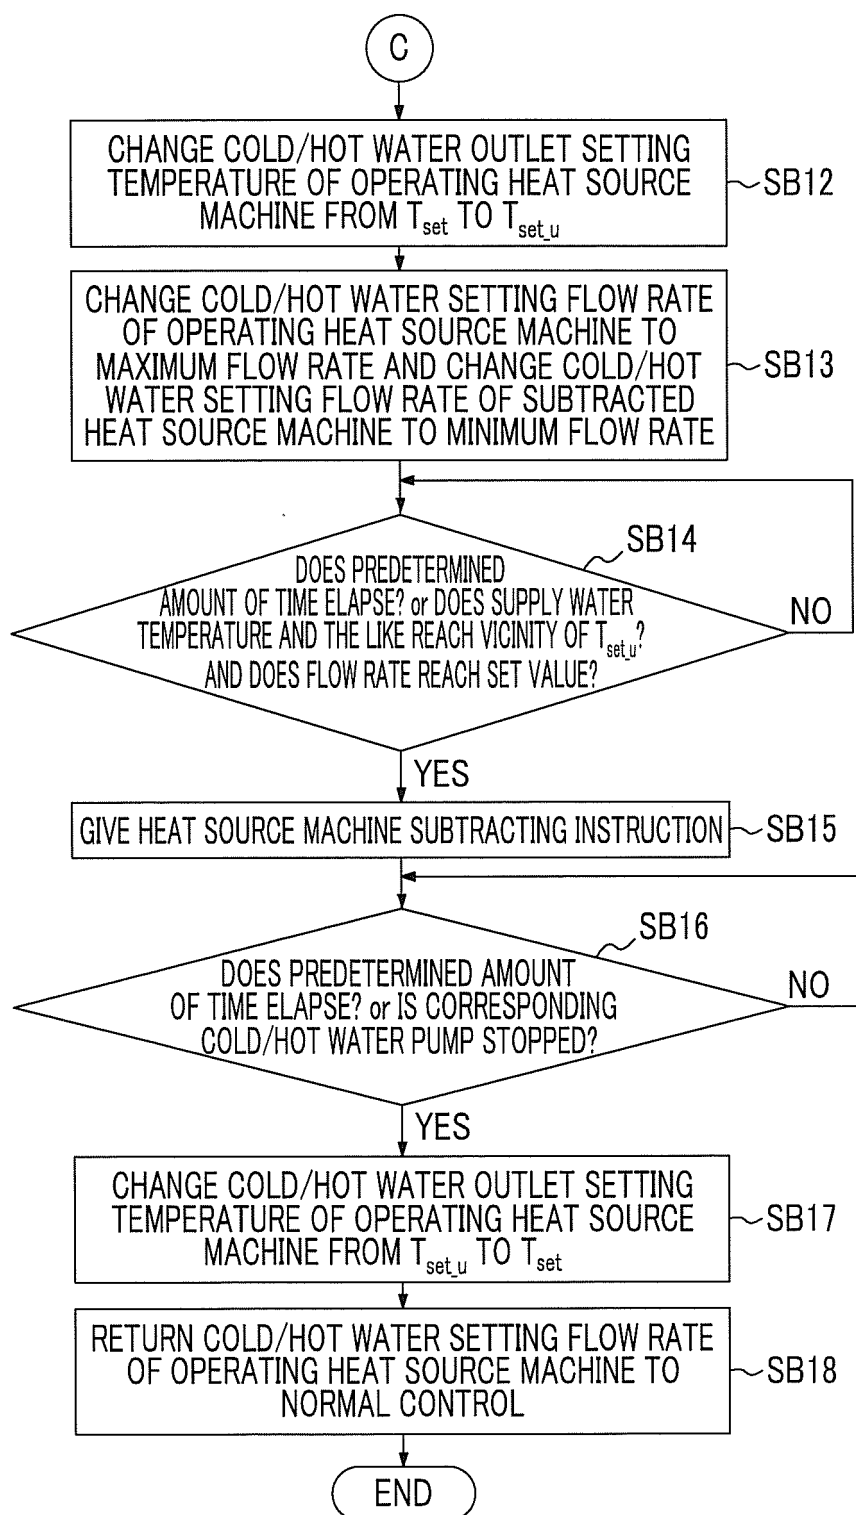 C
CHANGE COLD/HOT WATER OUTLET SETTING
TEMPERATURE OF OPERATING HEAT SOURCE
MACHINE FROM Tset TO Tset_u
SB12
CHANGE COLD/HOT WATER SETTING FLOW RATE
OF OPERATING HEAT SOURCE MACHINE TO
MAXIMUM FLOW RATE AND CHANGE COLD/HOT
WATER SETTING FLOW RATE OF SUBTRACTED
HEAT SOURCE MACHINE TO MINIMUM FLOW RATE
SB13
SB14
DOES PREDETERMINED
AMOUNT OF TIME ELAPSE? or DOES SUPPLY WATER
TEMPERATURE AND THE LIKE REACH VICINITY OF Tset_u?
AND DOES FLOW RATE REACH SET VALUE?
NO
YES
GIVE HEAT SOURCE MACHINE SUBTRACTING INSTRUCTION
SB15
SB16
DOES PREDETERMINED AMOUNT
OF TIME ELAPSE? or IS CORRESPONDING
COLD/HOT WATER PUMP STOPPED?
NO
YES
CHANGE COLD/HOT WATER OUTLET SETTING
TEMPERATURE OF OPERATING HEAT SOURCE
MACHINE FROM Tset_u TO Tset
SB17
RETURN COLD/HOT WATER SETTING FLOW RATE
OF OPERATING HEAT SOURCE MACHINE TO
NORMAL CONTROL
SB18
END